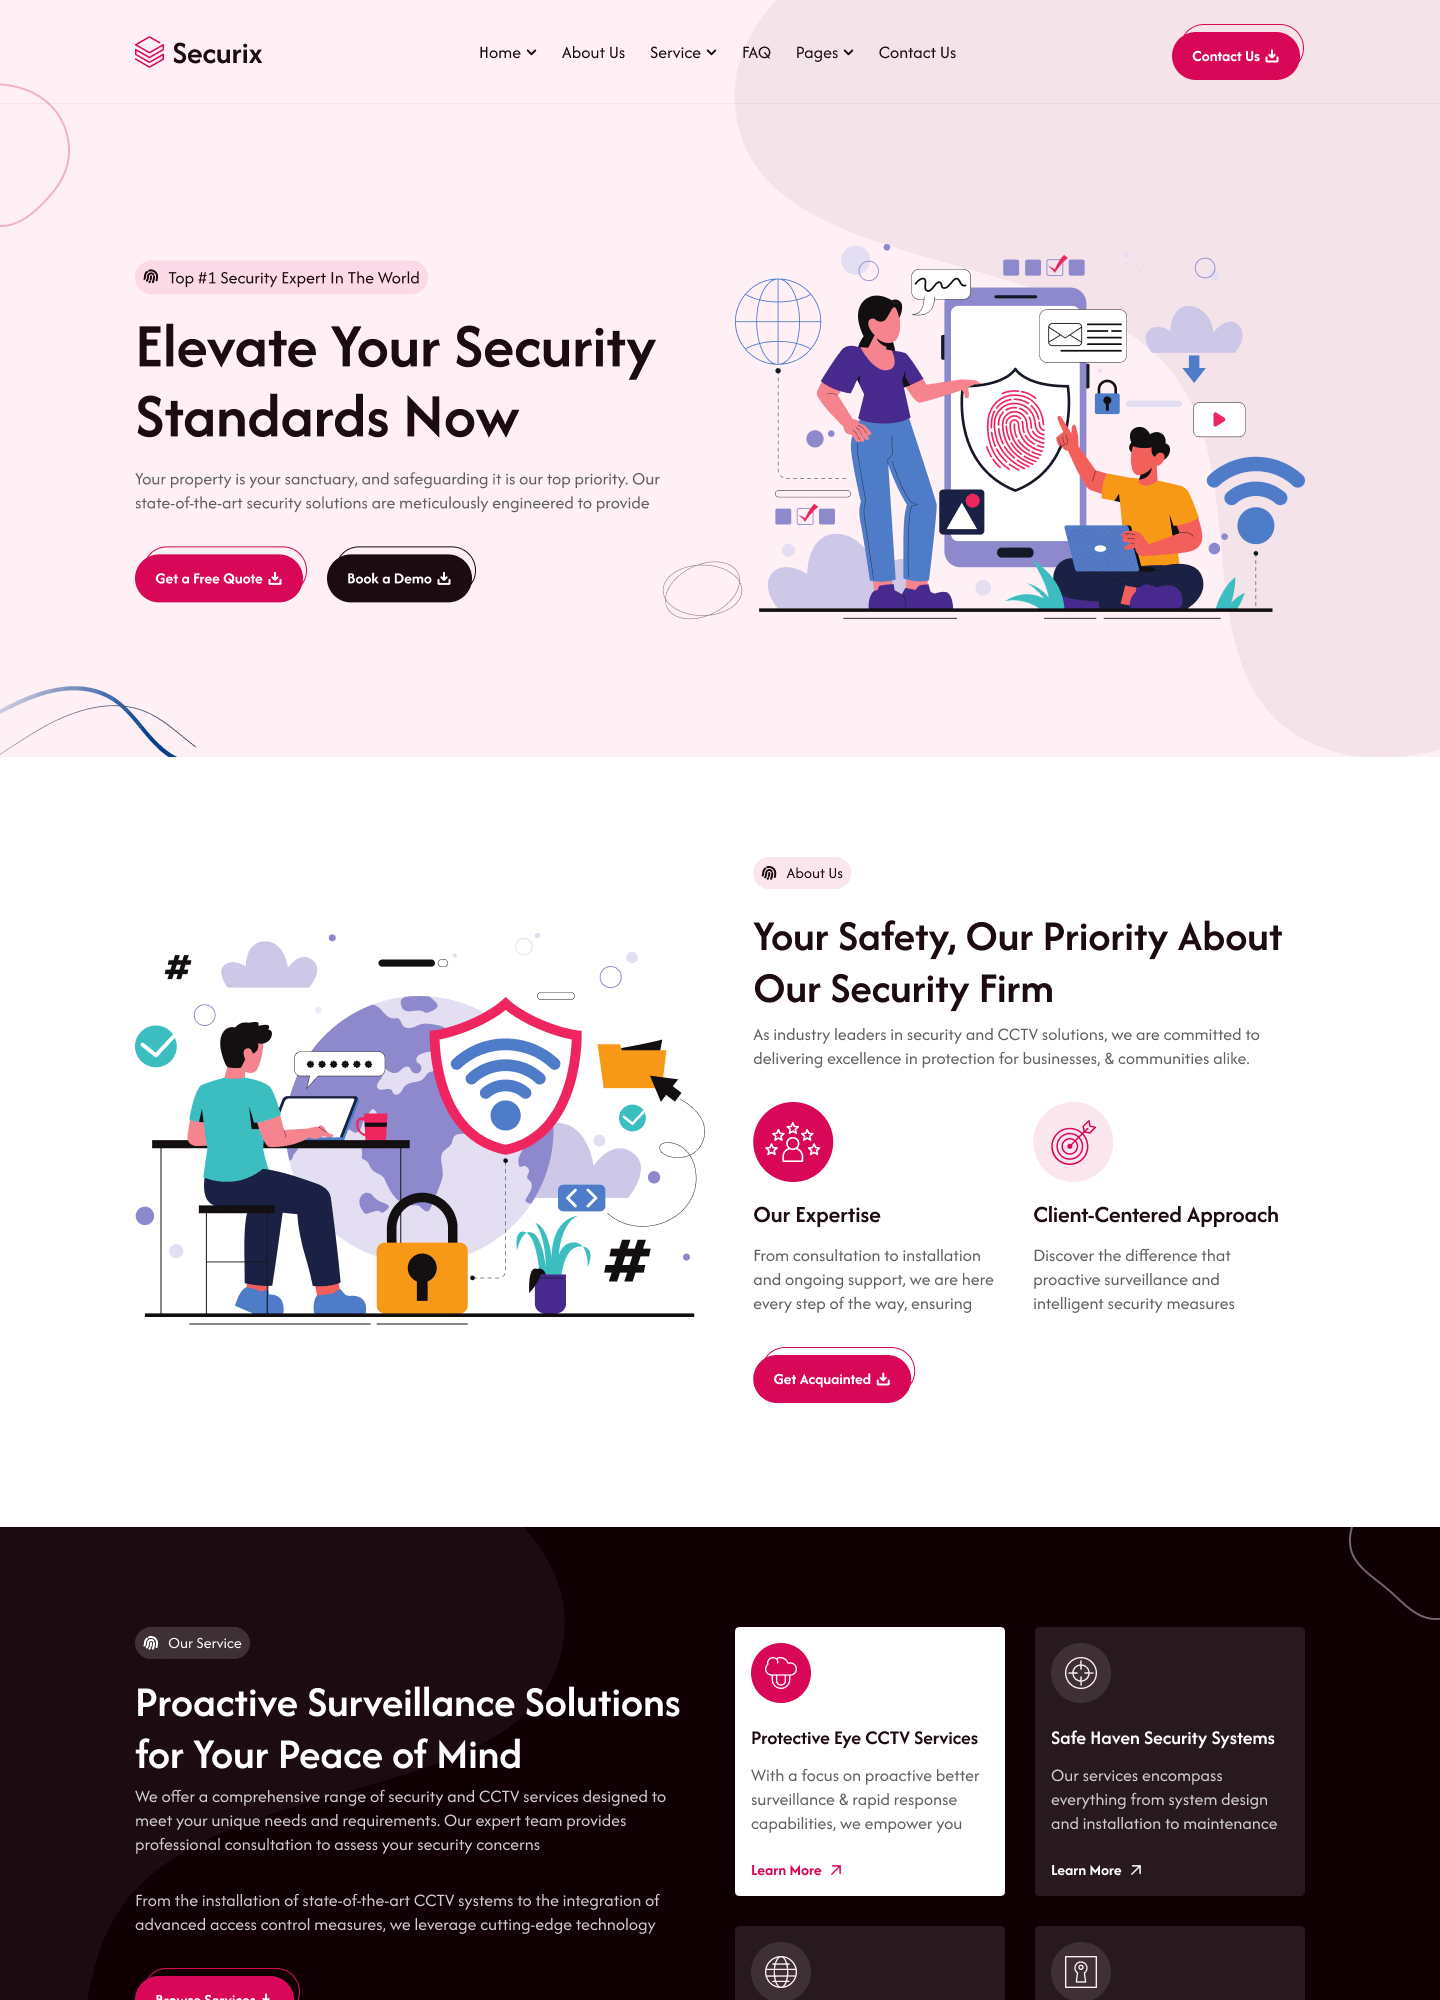 Securix
Home
About Us
Service
FAQ
Pages
Contact Us
Contact Us
Top #1 Security Expert In The World
Elevate Your Security
Standards Now
Your property is your sanctuary, and safeguarding it is our top priority. Our
state-of-the-art security solutions are meticulously engineered to provide
Get a Free Quote
Book a Demo
About Us
Your Safety, Our Priority About
Our Security Firm
As industry leaders in security and CCTV solutions, we are committed to
delivering excellence in protection for businesses, & communities alike.
#
******
#
Our Expertise
From consultation to installation
and ongoing support, we are here
every step of the way, ensuring
Client-Centered Approach
Discover the difference that
proactive surveillance and
intelligent security measures
Get Acquainted
Our Service
Proactive Surveillance Solutions
for Your Peace of Mind
We offer a comprehensive range of security and CCTV services designed to
meet your unique needs and requirements. Our expert team provides
professional consultation to assess your security concerns
From the installation of state-of-the-art CCTV systems to the integration of
advanced access control measures, we leverage cutting-edge technology
Browse Services
Protective Eye CCTV Services
With a focus on proactive better
surveillance & rapid response
capabilities, we empower you
Learn More
Safe Haven Security Systems
Our services encompass
everything from system design
and installation to maintenance
Learn More